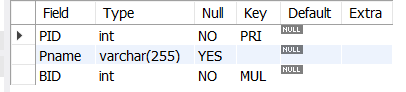 Field Type Null Key Default Extra
PID int NO PRI NULL
Pname varchar(255) YES NULL
BID int NO MUL NULL